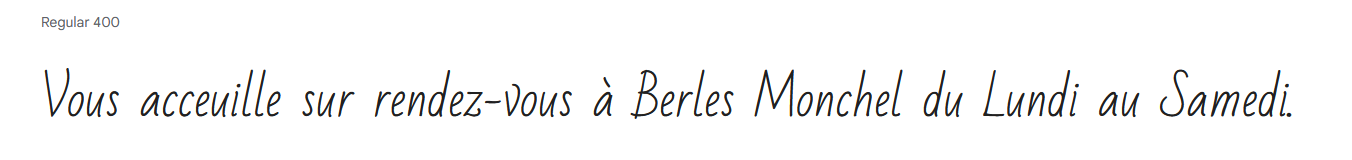 Regular 400
Vous acceuille sur rendez-vous à Berles Monchel du Lundi au Samedi.